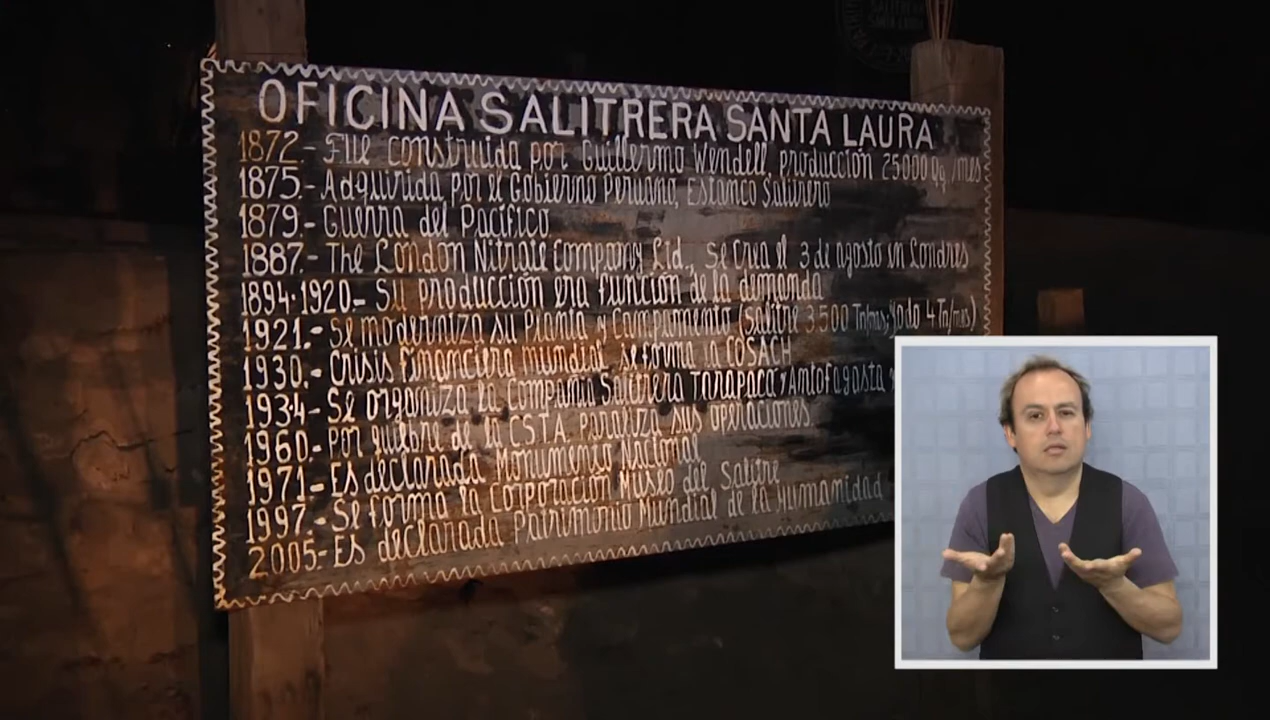 SALITRERA
SANTA LAURA
OFICINA SALITRERA SANTA LAURA
1872.- Fue construida por Guillermo Wendell, producción 25000 Qq/mes
1875.- Adquirida, por el Gobierno Peruano, Estanco Salitrero
1879.- Guerra del Pacífico
1887.- The London Nitrate Company Ltd., se crea el 3 de agosto en Londres
1894-1920.- Su producción era función de la demanda
1921.- Se moderniza su Planta y Campamento (salitre 3.500 Tn/mes; yodo 4 Tn/mes)
1930.- Crisis financiera mundial, se forma la COSACH
1934- Se organiza la Compañia Salitrera Tarapacá y Antofagasta
1960.- Por quiebra de la C.S.T.A. Paraliza sus operaciones.
1971.- Es declarada Monumento Nacional
1997.- Se forma la Corporación Museo del Salitre
2005.- Es declarada Patrimonio Mundial de la Humanidad